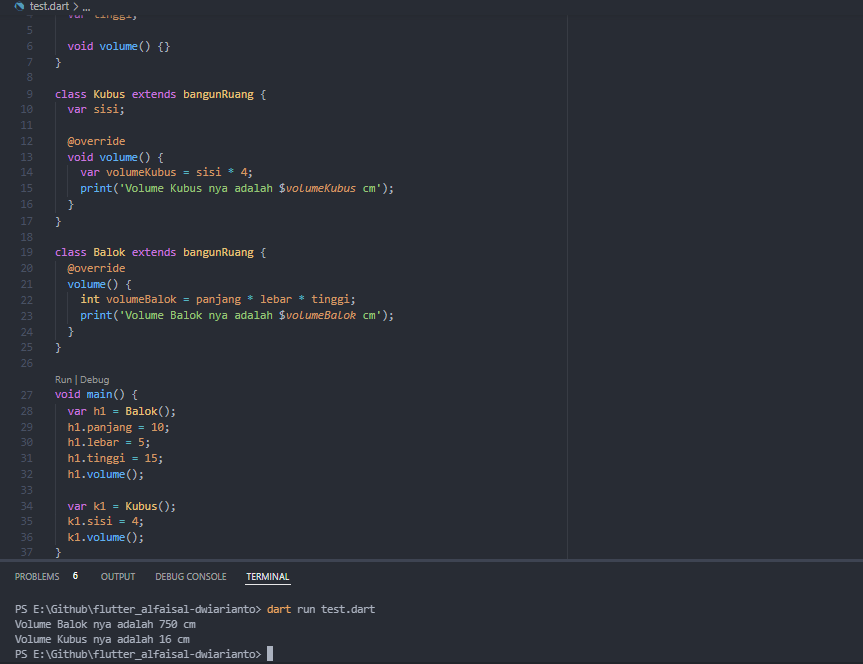 test.dart > ...
4 var tinggi;
5
6 void volume() {}
7 }
8
9 class Kubus extends bangunRuang {
10 var sisi;
11
12 @override
13 void volume() {
14 var volumeKubus = sisi * 4;
15 print('Volume Kubus nya adalah $volumeKubus cm');
16 }
17 }
18
19 class Balok extends bangunRuang {
20 @override
21 volume() {
22 int volumeBalok = panjang * lebar * tinggi;
23 print('Volume Balok nya adalah $volumeBalok cm');
24 }
25 }
26
Run | Debug
27 void main() {
28 var h1 = Balok();
29 h1.panjang = 10;
30 h1.lebar = 5;
31 h1.tinggi = 15;
32 h1.volume();
33
34 var k1 = Kubus();
35 k1.sisi = 4;
36 k1.volume();
37 }
PROBLEMS 6 OUTPUT DEBUG CONSOLE TERMINAL
PS E:\Github\flutter_alfaisal-dwiarianto> dart run test.dart
Volume Balok nya adalah 750 cm
Volume Kubus nya adalah 16 cm
PS E:\Github\flutter_alfaisal-dwiarianto>